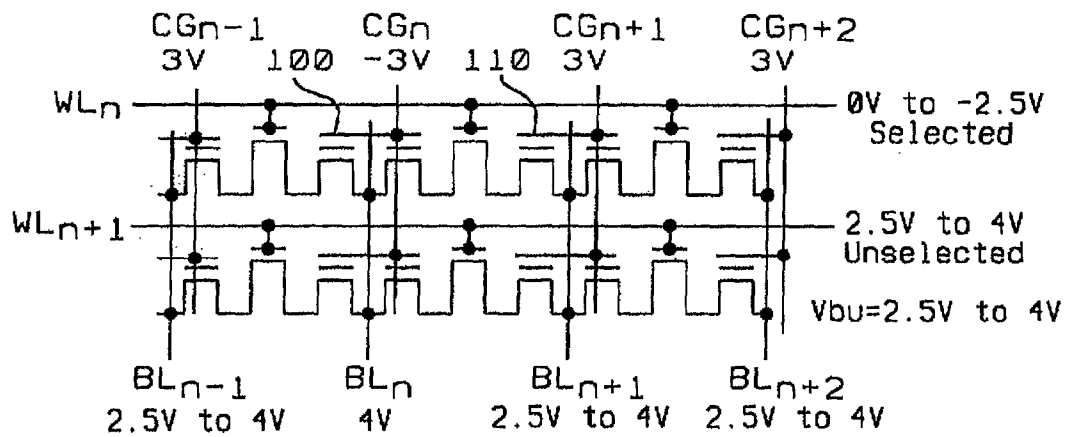 CGn-1 CGn CGn+1 CGn+2
3V 100 -3V 110 3V 3V
WLn 0V to -2.5V
Selected
WLn+1 2.5V to 4V
Unselected
Vbu=2.5V to 4V
BLn-1 BLn BLn+1 BLn+2
2.5V to 4V 4V 2.5V to 4V 2.5V to 4V